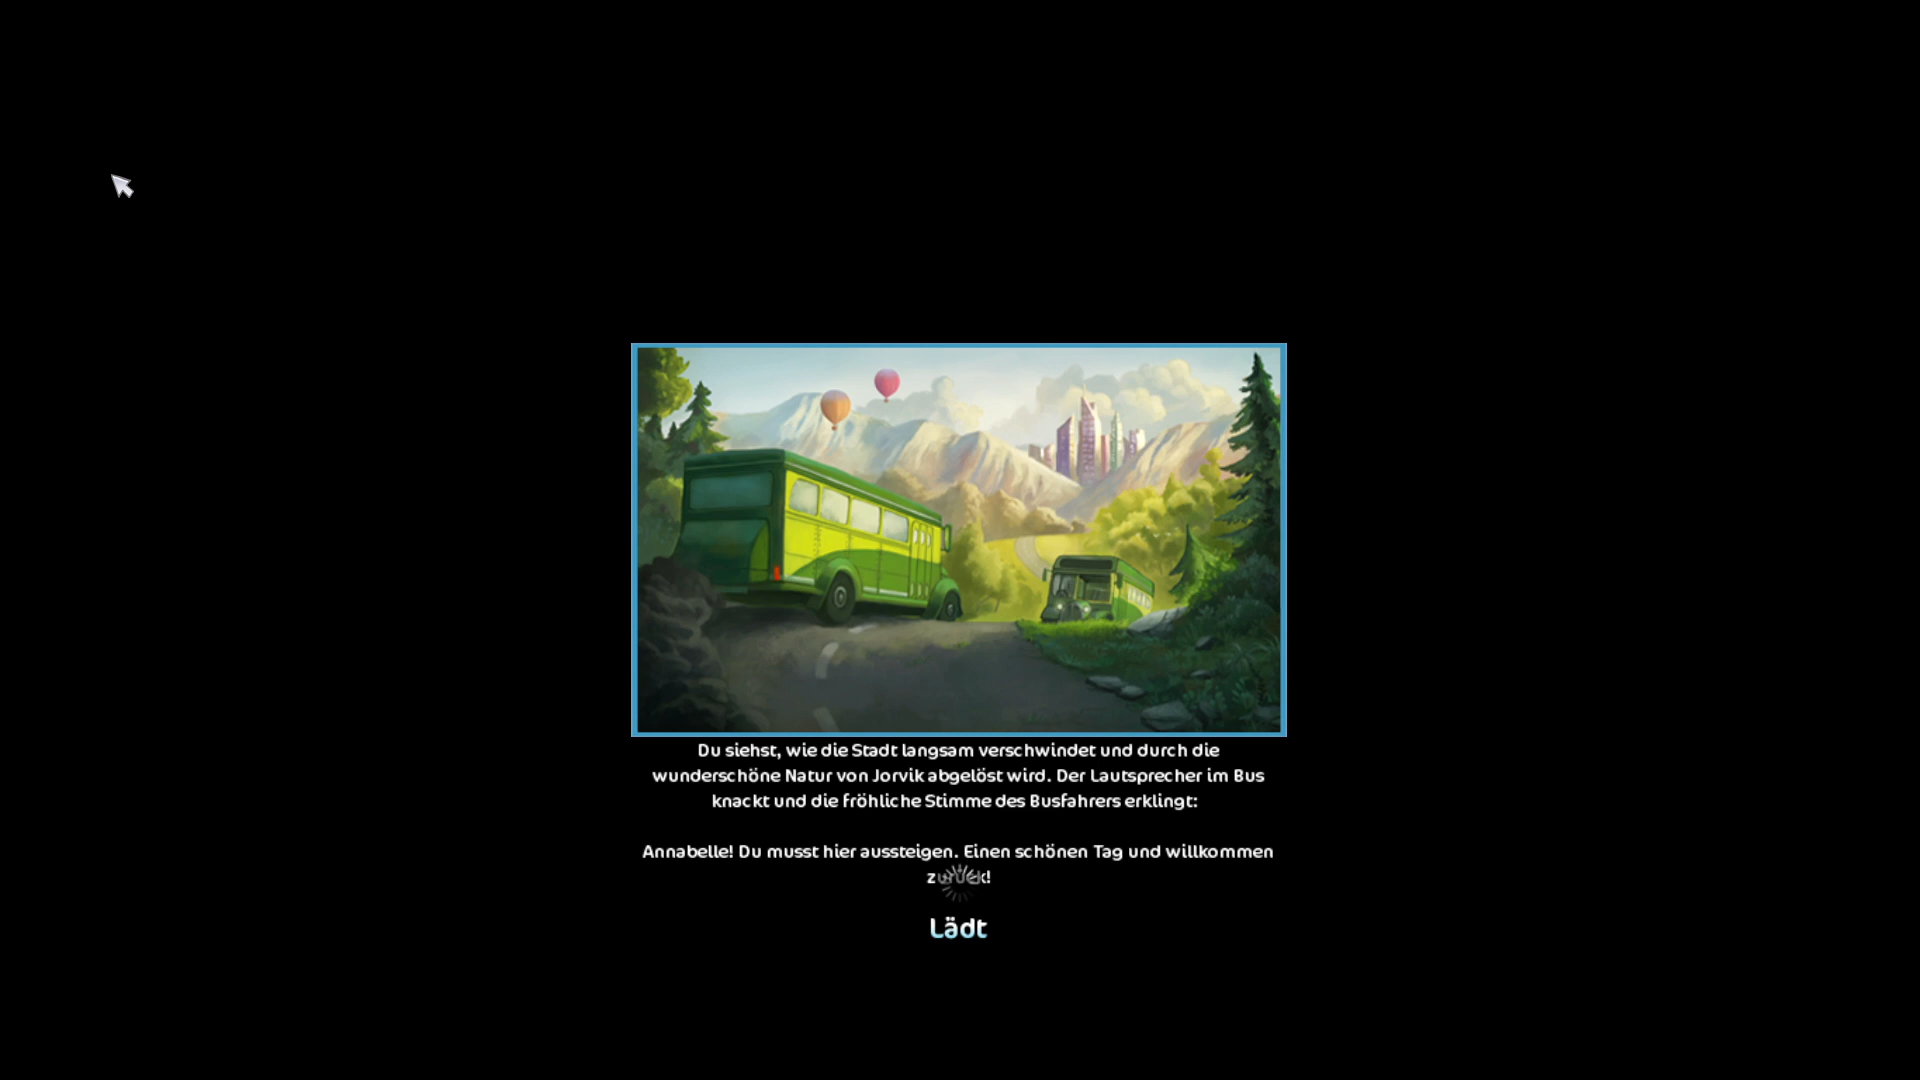 Du siehst, wie die Stadt langsam verschwindet und durch die
wunderschöne Natur von Jorvik abgelöst wird. Der Lautsprecher im Bus
knackt und die fröhliche Stimme des Busfahrers erklingt:
Annabelle! Du musst hier aussteigen. Einen schönen Tag und willkommen
zurück!
Lädt